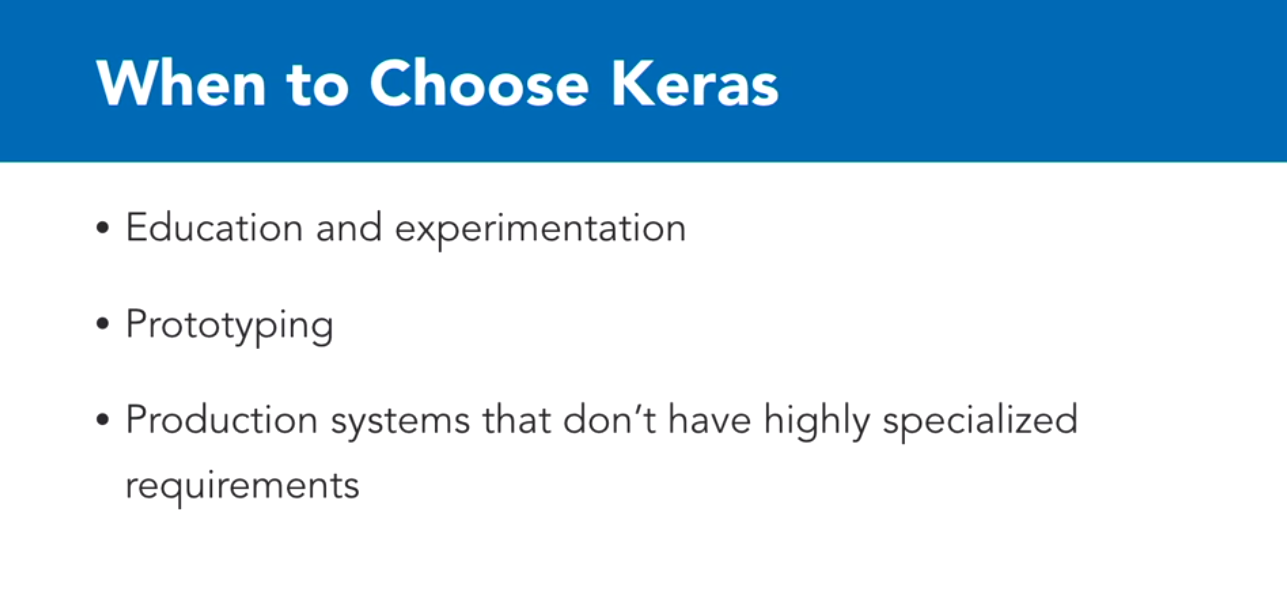 When to Choose Keras
• Education and experimentation
• Prototyping
• Production systems that don’t have highly specialized
requirements